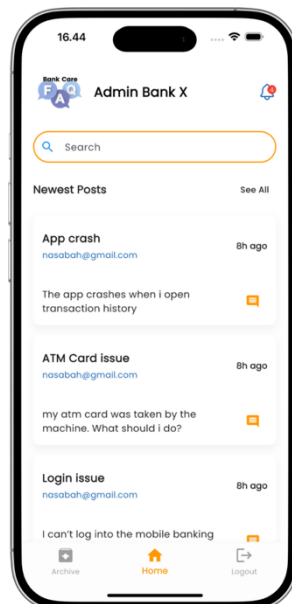 16.44
Bank Care
FAQ
Admin Bank X
4
Search
Newest Posts
See All
App crash
8h ago
nasabah@gmail.com
The app crashes when i open
transaction history
ATM Card issue
8h ago
nasabah@gmail.com
my atm card was taken by the
machine. What should i do?
Login issue
8h ago
nasabah@gmail.com
I can't log into the mobile banking
Archive
Home
Logout